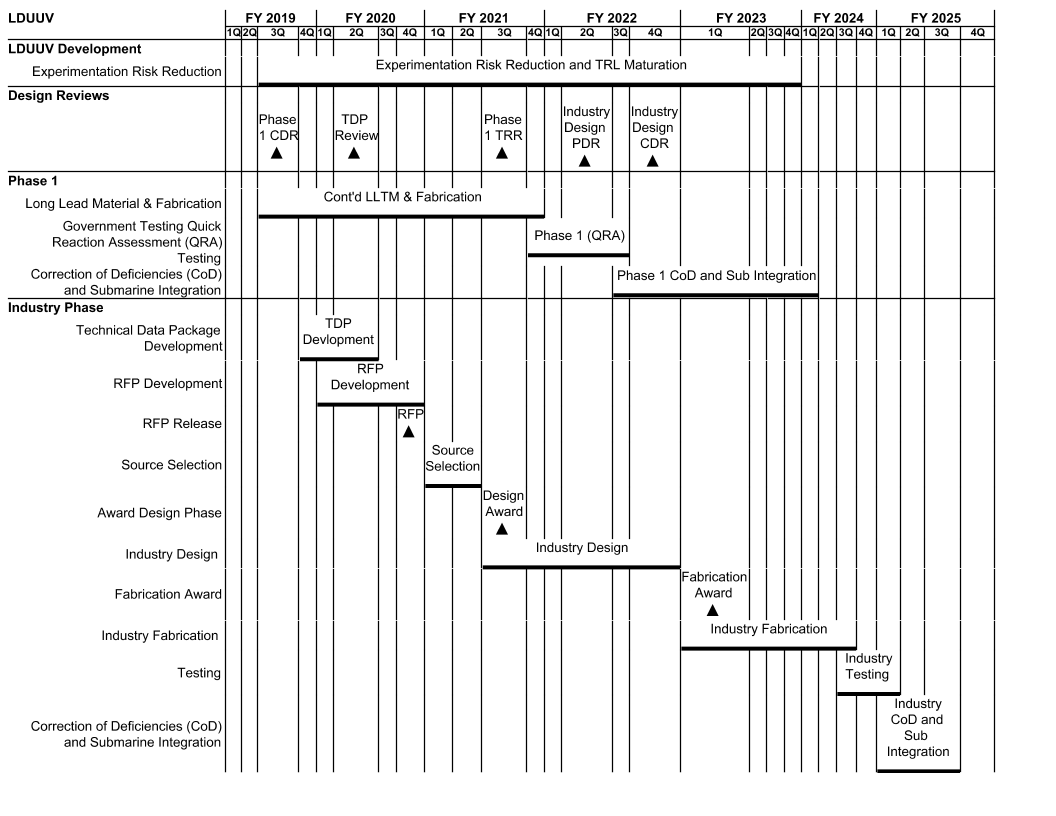 LDUUV FY 2019 FY 2020 FY 2021 FY 2022 FY 2023 FY 2024 FY 2025
1Q 2Q 3Q 4Q 1Q 2Q 3Q 4Q 1Q 2Q 3Q 4Q 1Q 2Q 3Q 4Q 1Q 2Q 3Q 4Q 1Q 2Q 3Q 4Q 1Q 2Q 3Q 4Q
LDUUV Development
Experimentation Risk Reduction and TRL Maturation
Experimentation Risk Reduction
Design Reviews
Phase
1 CDR
TDP
Review
Phase
1 TRR
Industry
Design
PDR
Industry
Design
CDR
Phase 1
Cont'd LLTM & Fabrication
Long Lead Material & Fabrication
Government Testing Quick
Reaction Assessment (QRA)
Testing
Phase 1 (QRA)
Correction of Deficiencies (CoD)
and Submarine Integration
Phase 1 CoD and Sub Integration
Industry Phase
Technical Data Package
Development
TDP
Devlopment
RFP Development
RFP
Development
RFP Release
RFP
Source Selection
Source
Selection
Award Design Phase
Design
Award
Industry Design
Industry Design
Fabrication Award
Fabrication
Award
Industry Fabrication
Industry Fabrication
Testing
Industry
Testing
Correction of Deficiencies (CoD)
and Submarine Integration
Industry
CoD and
Sub
Integration